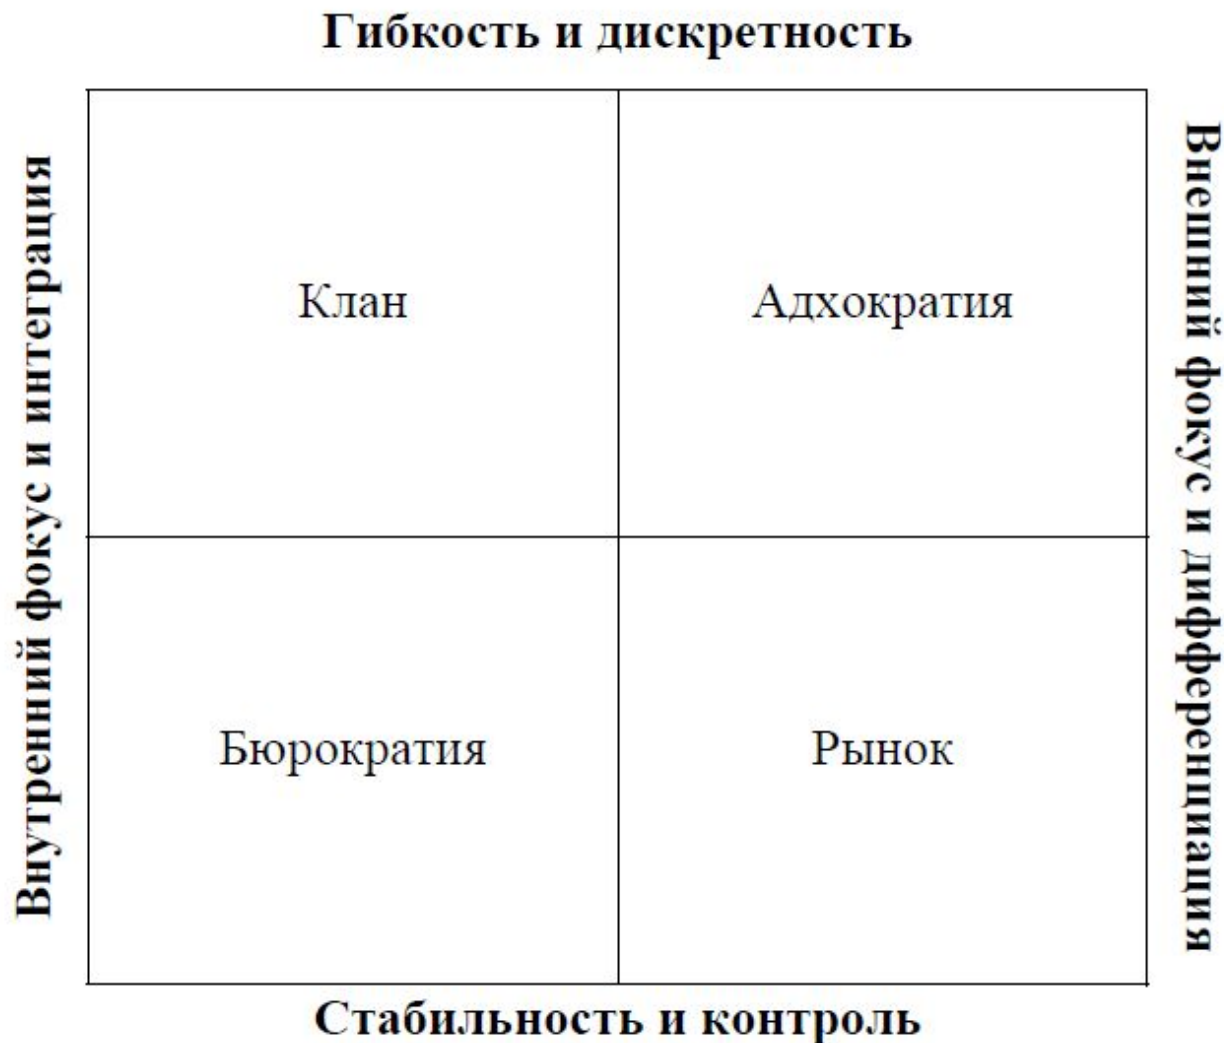 Гибкость и дискретность
Внутренний фокус и интеграция
Клан
Адхократия
Внешний фокус и дифференциация
Бюрократия
Рынок
Стабильность и контроль